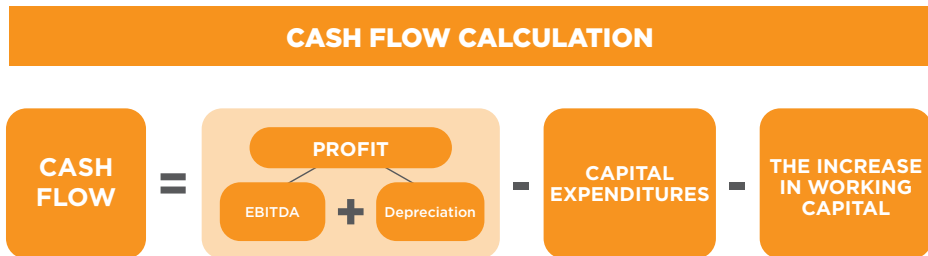 CASH FLOW CALCULATION
CASH
FLOW
=
PROFIT
EBITDA
+
Depreciation
-
CAPITAL
EXPENDITURES
-
THE INCREASE
IN WORKING
CAPITAL